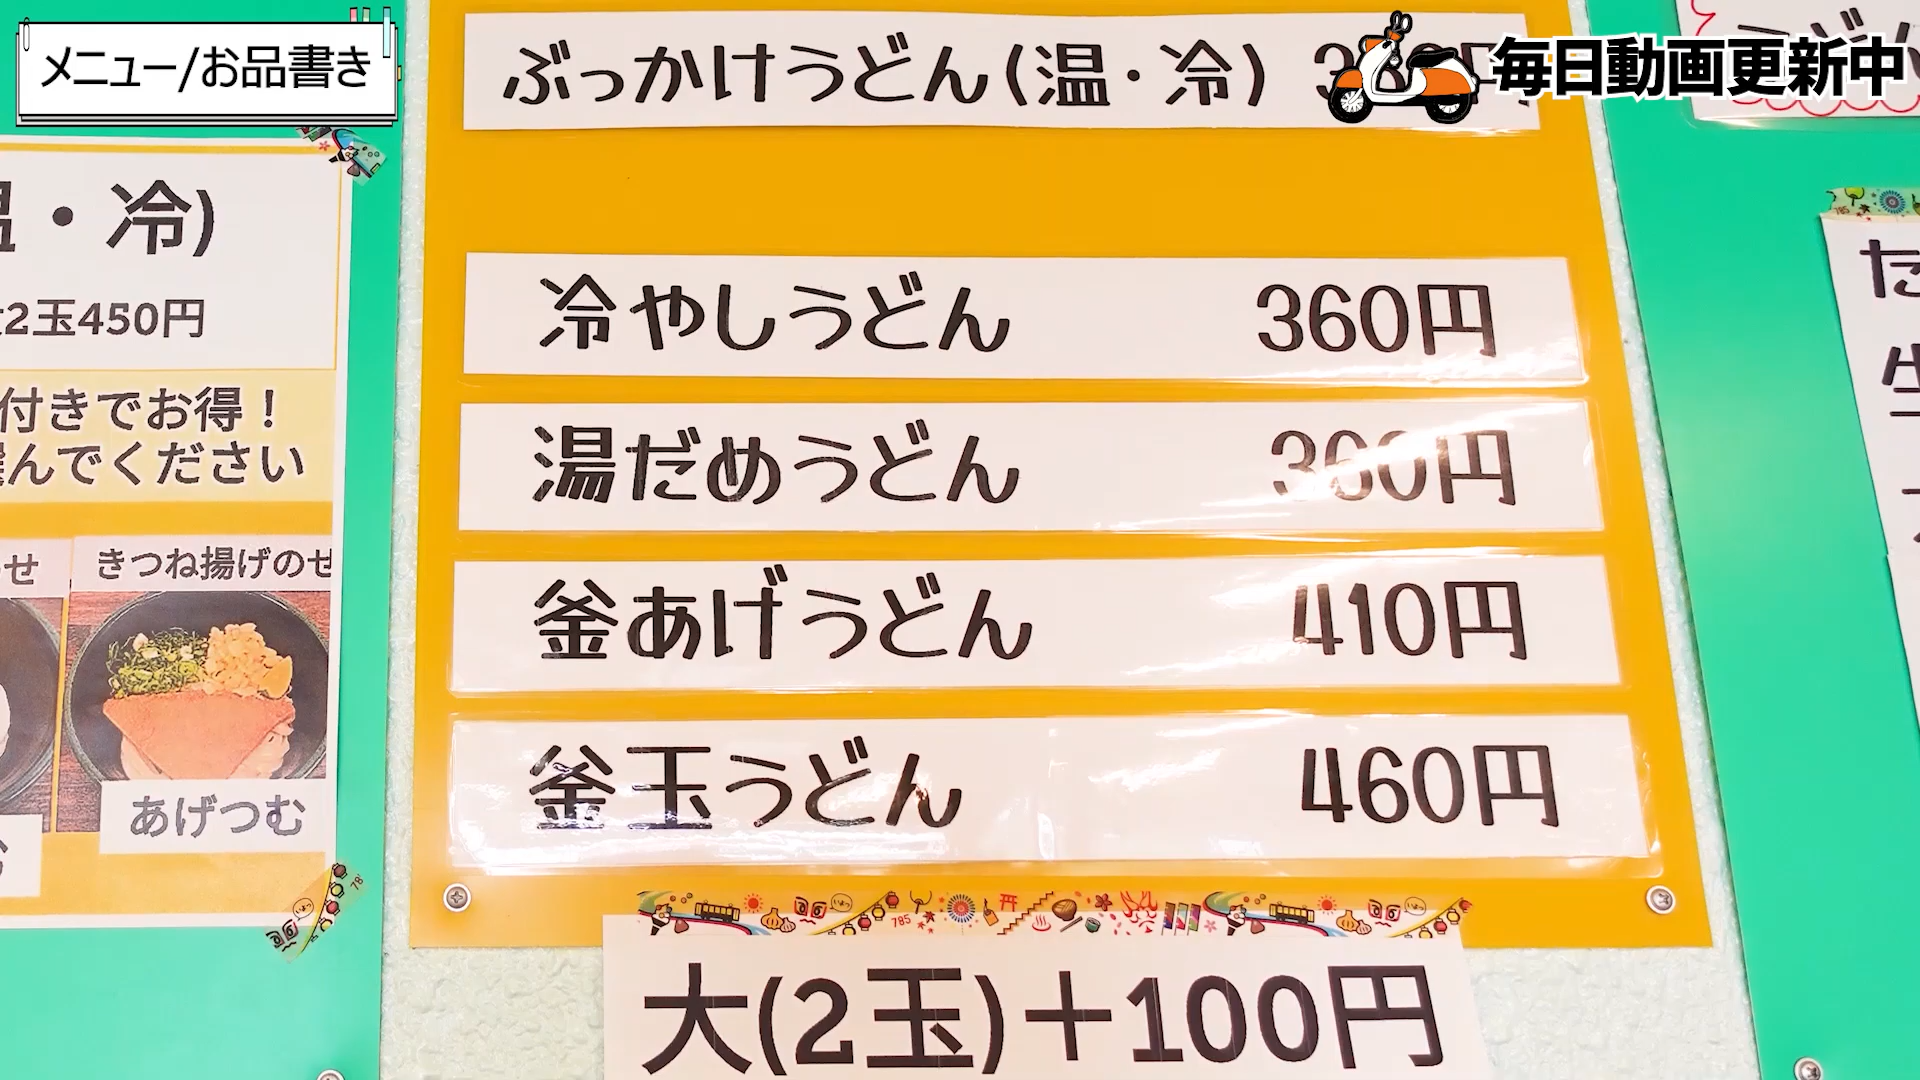 メニュー/お品書き
毎日動画更新中
ぶっかけうどん(温・冷)
冷やしうどん 360円
湯だめうどん 360円
釜あげうどん 410円
釜玉うどん 460円
大(2玉)+100円
・冷)
2玉450円
付きでお得!
んでください
せ
きつね揚げのせ
あげつむ
785